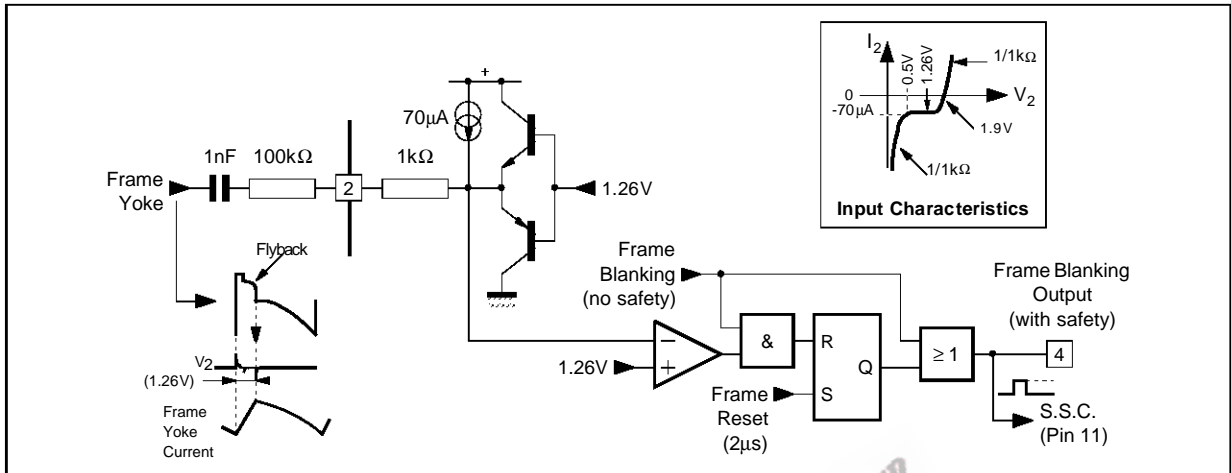 I2
0.5V
1.26V
1/1kΩ
0
V2
-70µA
1.9V
1/1kΩ
Input Characteristics
+
70µA
1nF
100kΩ
1kΩ
Frame
Yoke
2
1.26V
Flyback
V2
(1.26V)
Frame
Yoke
Current
Frame
Blanking
(no safety)
Frame Blanking
Output
(with safety)
−
+
1.26V
&
R
S
Q
≥ 1
4
Frame
Reset
(2µs)
S.S.C.
(Pin 11)